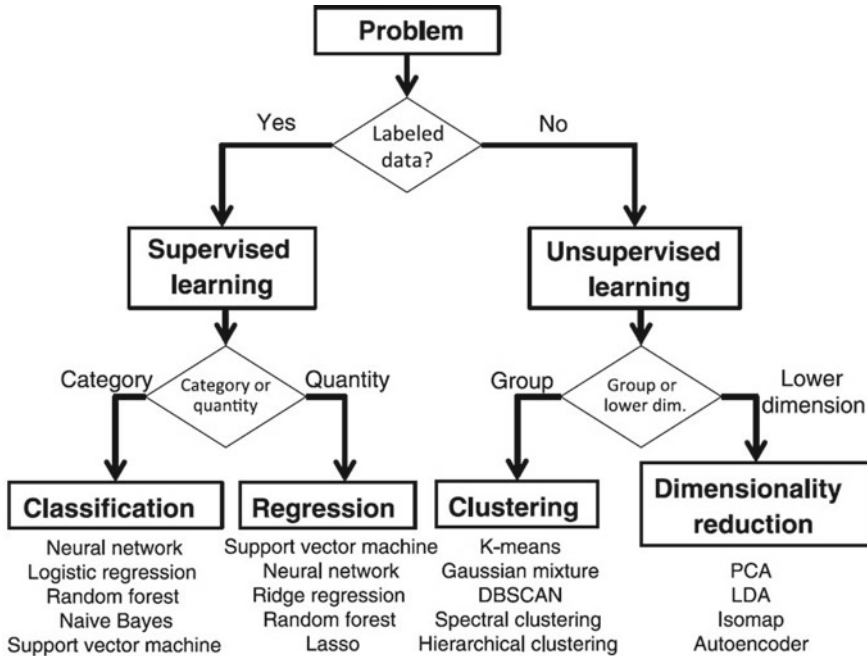 Problem
Yes
Labeled
data?
No
Supervised
learning
Unsupervised
learning
Category
Category or
quantity
Quantity
Group
Group or
lower dim.
Lower
dimension
Classification
Neural network
Logistic regression
Random forest
Naive Bayes
Support vector machine
Regression
Support vector machine
Neural network
Ridge regression
Random forest
Lasso
Clustering
K-means
Gaussian mixture
DBSCAN
Spectral clustering
Hierarchical clustering
Dimensionality
reduction
PCA
LDA
Isomap
Autoencoder